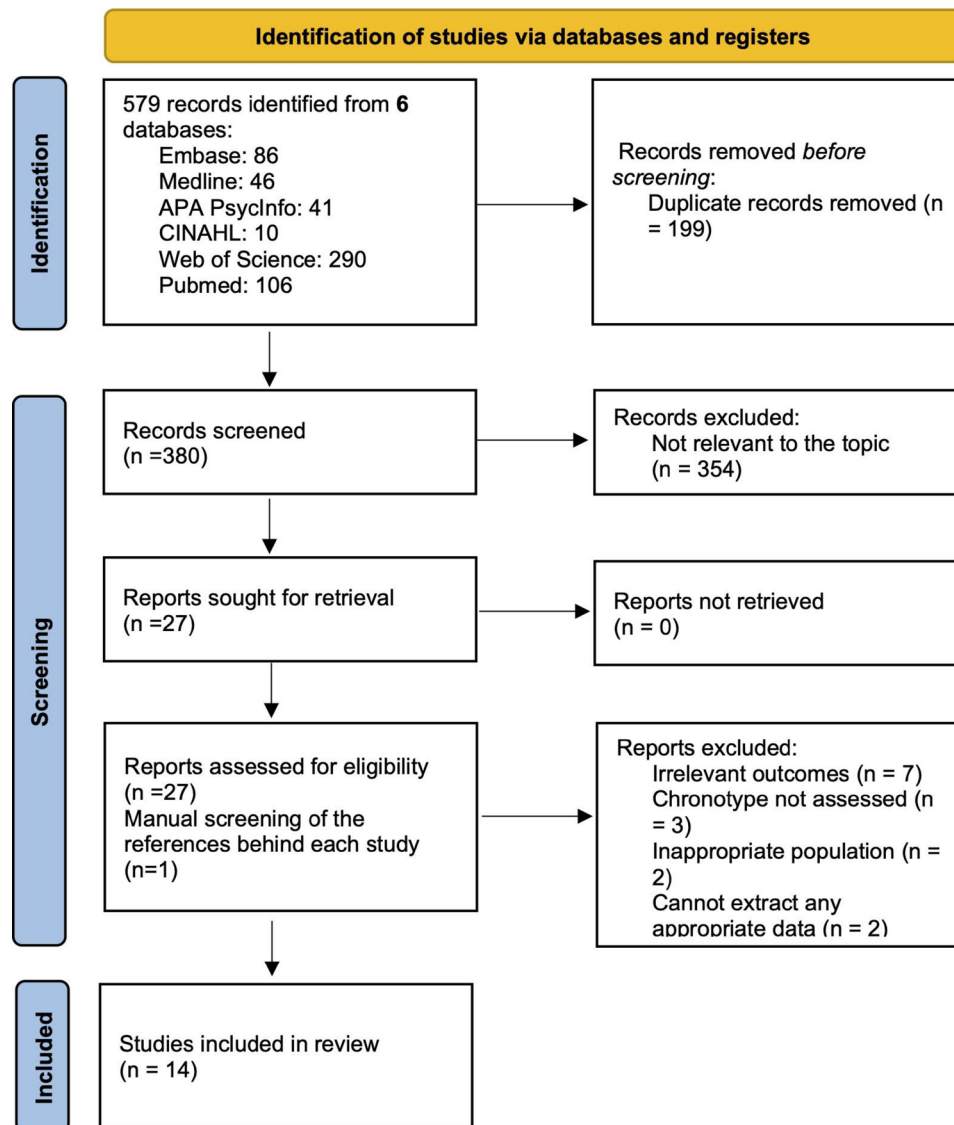 Identification of studies via databases and registers
Identification
579 records identified from 6
databases:
Embase: 86
Medline: 46
APA PsycInfo: 41
CINAHL: 10
Web of Science: 290
Pubmed: 106
Records removed before
screening:
Duplicate records removed (n
= 199)
Screening
Records screened
(n =380)
Records excluded:
Not relevant to the topic
(n = 354)
Reports sought for retrieval
(n =27)
Reports not retrieved
(n = 0)
Reports assessed for eligibility
(n =27)
Manual screening of the
references behind each study
(n=1)
Reports excluded:
Irrelevant outcomes (n = 7)
Chronotype not assessed (n
= 3)
Inappropriate population (n =
2)
Cannot extract any
appropriate data (n = 2)
Included
Studies included in review
(n = 14)